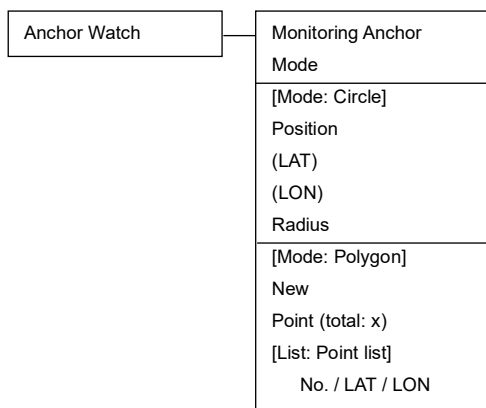 Anchor Watch
Monitoring Anchor
Mode
[Mode: Circle]
Position
(LAT)
(LON)
Radius
[Mode: Polygon]
New
Point (total: x)
[List: Point list]
No. / LAT / LON